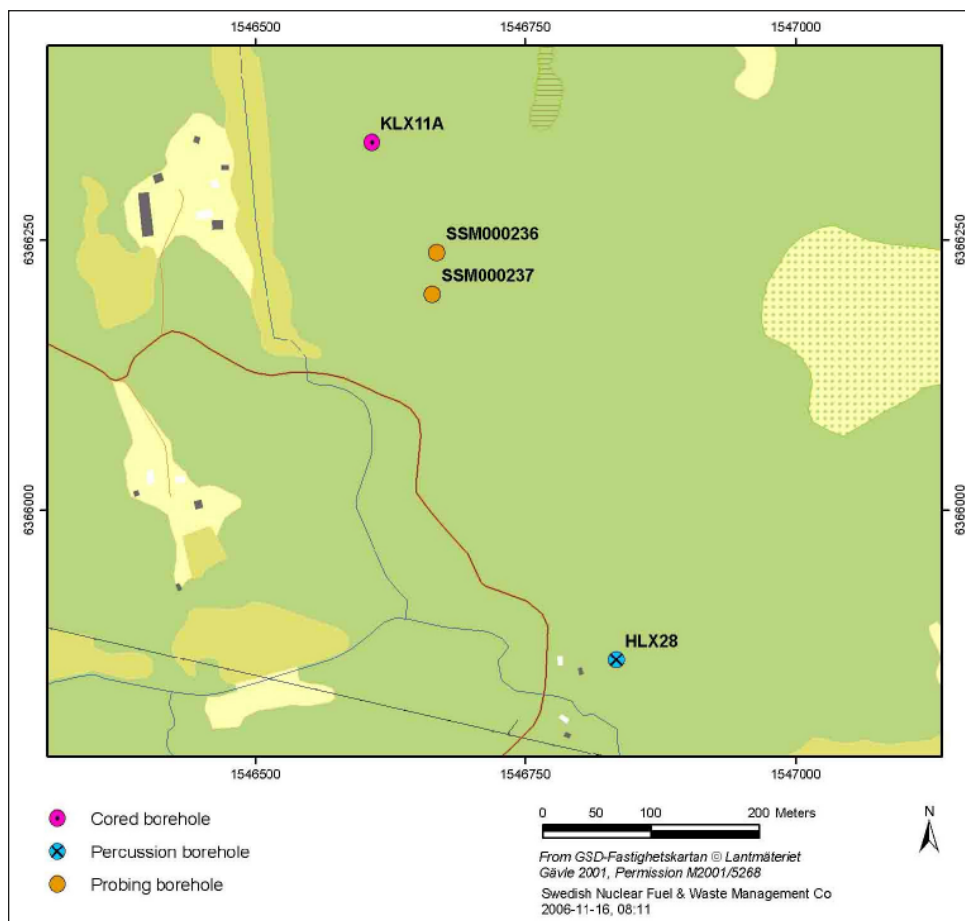 1546500
1546750
1547000
KLX11A
6366250
SSM000236
6366250
SSM000237
6366000
6366000
HLX28
1546500
1546750
1547000
Cored borehole
Percussion borehole
Probing borehole
0 50 100 200 Meters
N
From GSD-Fastighetskartan © Lantmäteriet
Gävle 2001, Permission M2001/5268
Swedish Nuclear Fuel & Waste Management Co
2006-11-16, 08:11